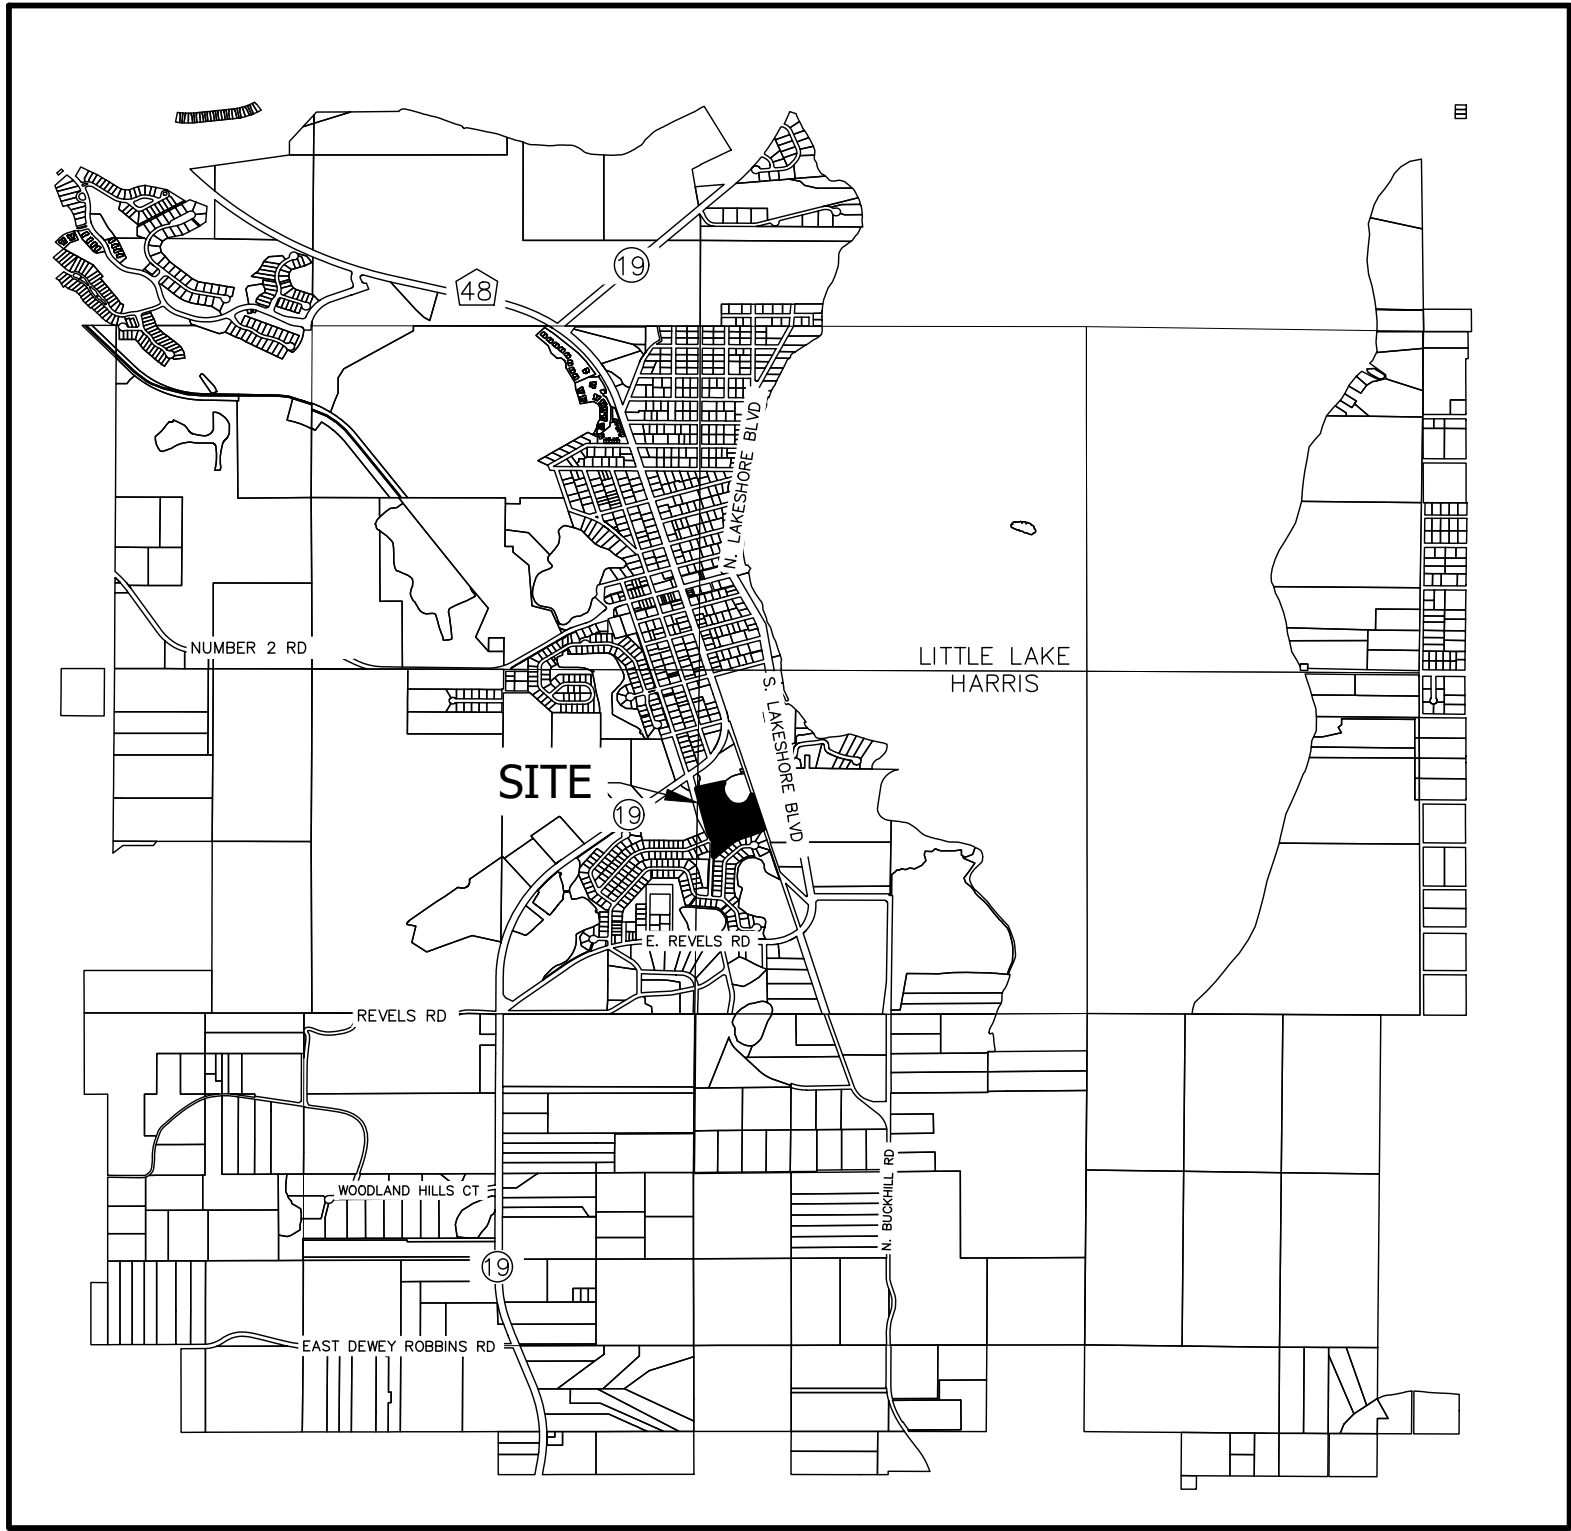 19
48
N. LAKESHORE BLVD
NUMBER 2 RD
LITTLE LAKE
HARRIS
S. LAKESHORE BLVD
SITE
19
E. REVELS RD
REVELS RD
WOODLAND HILLS CT
N. BUCKHILL RD
19
EAST DEWEY ROBBINS RD